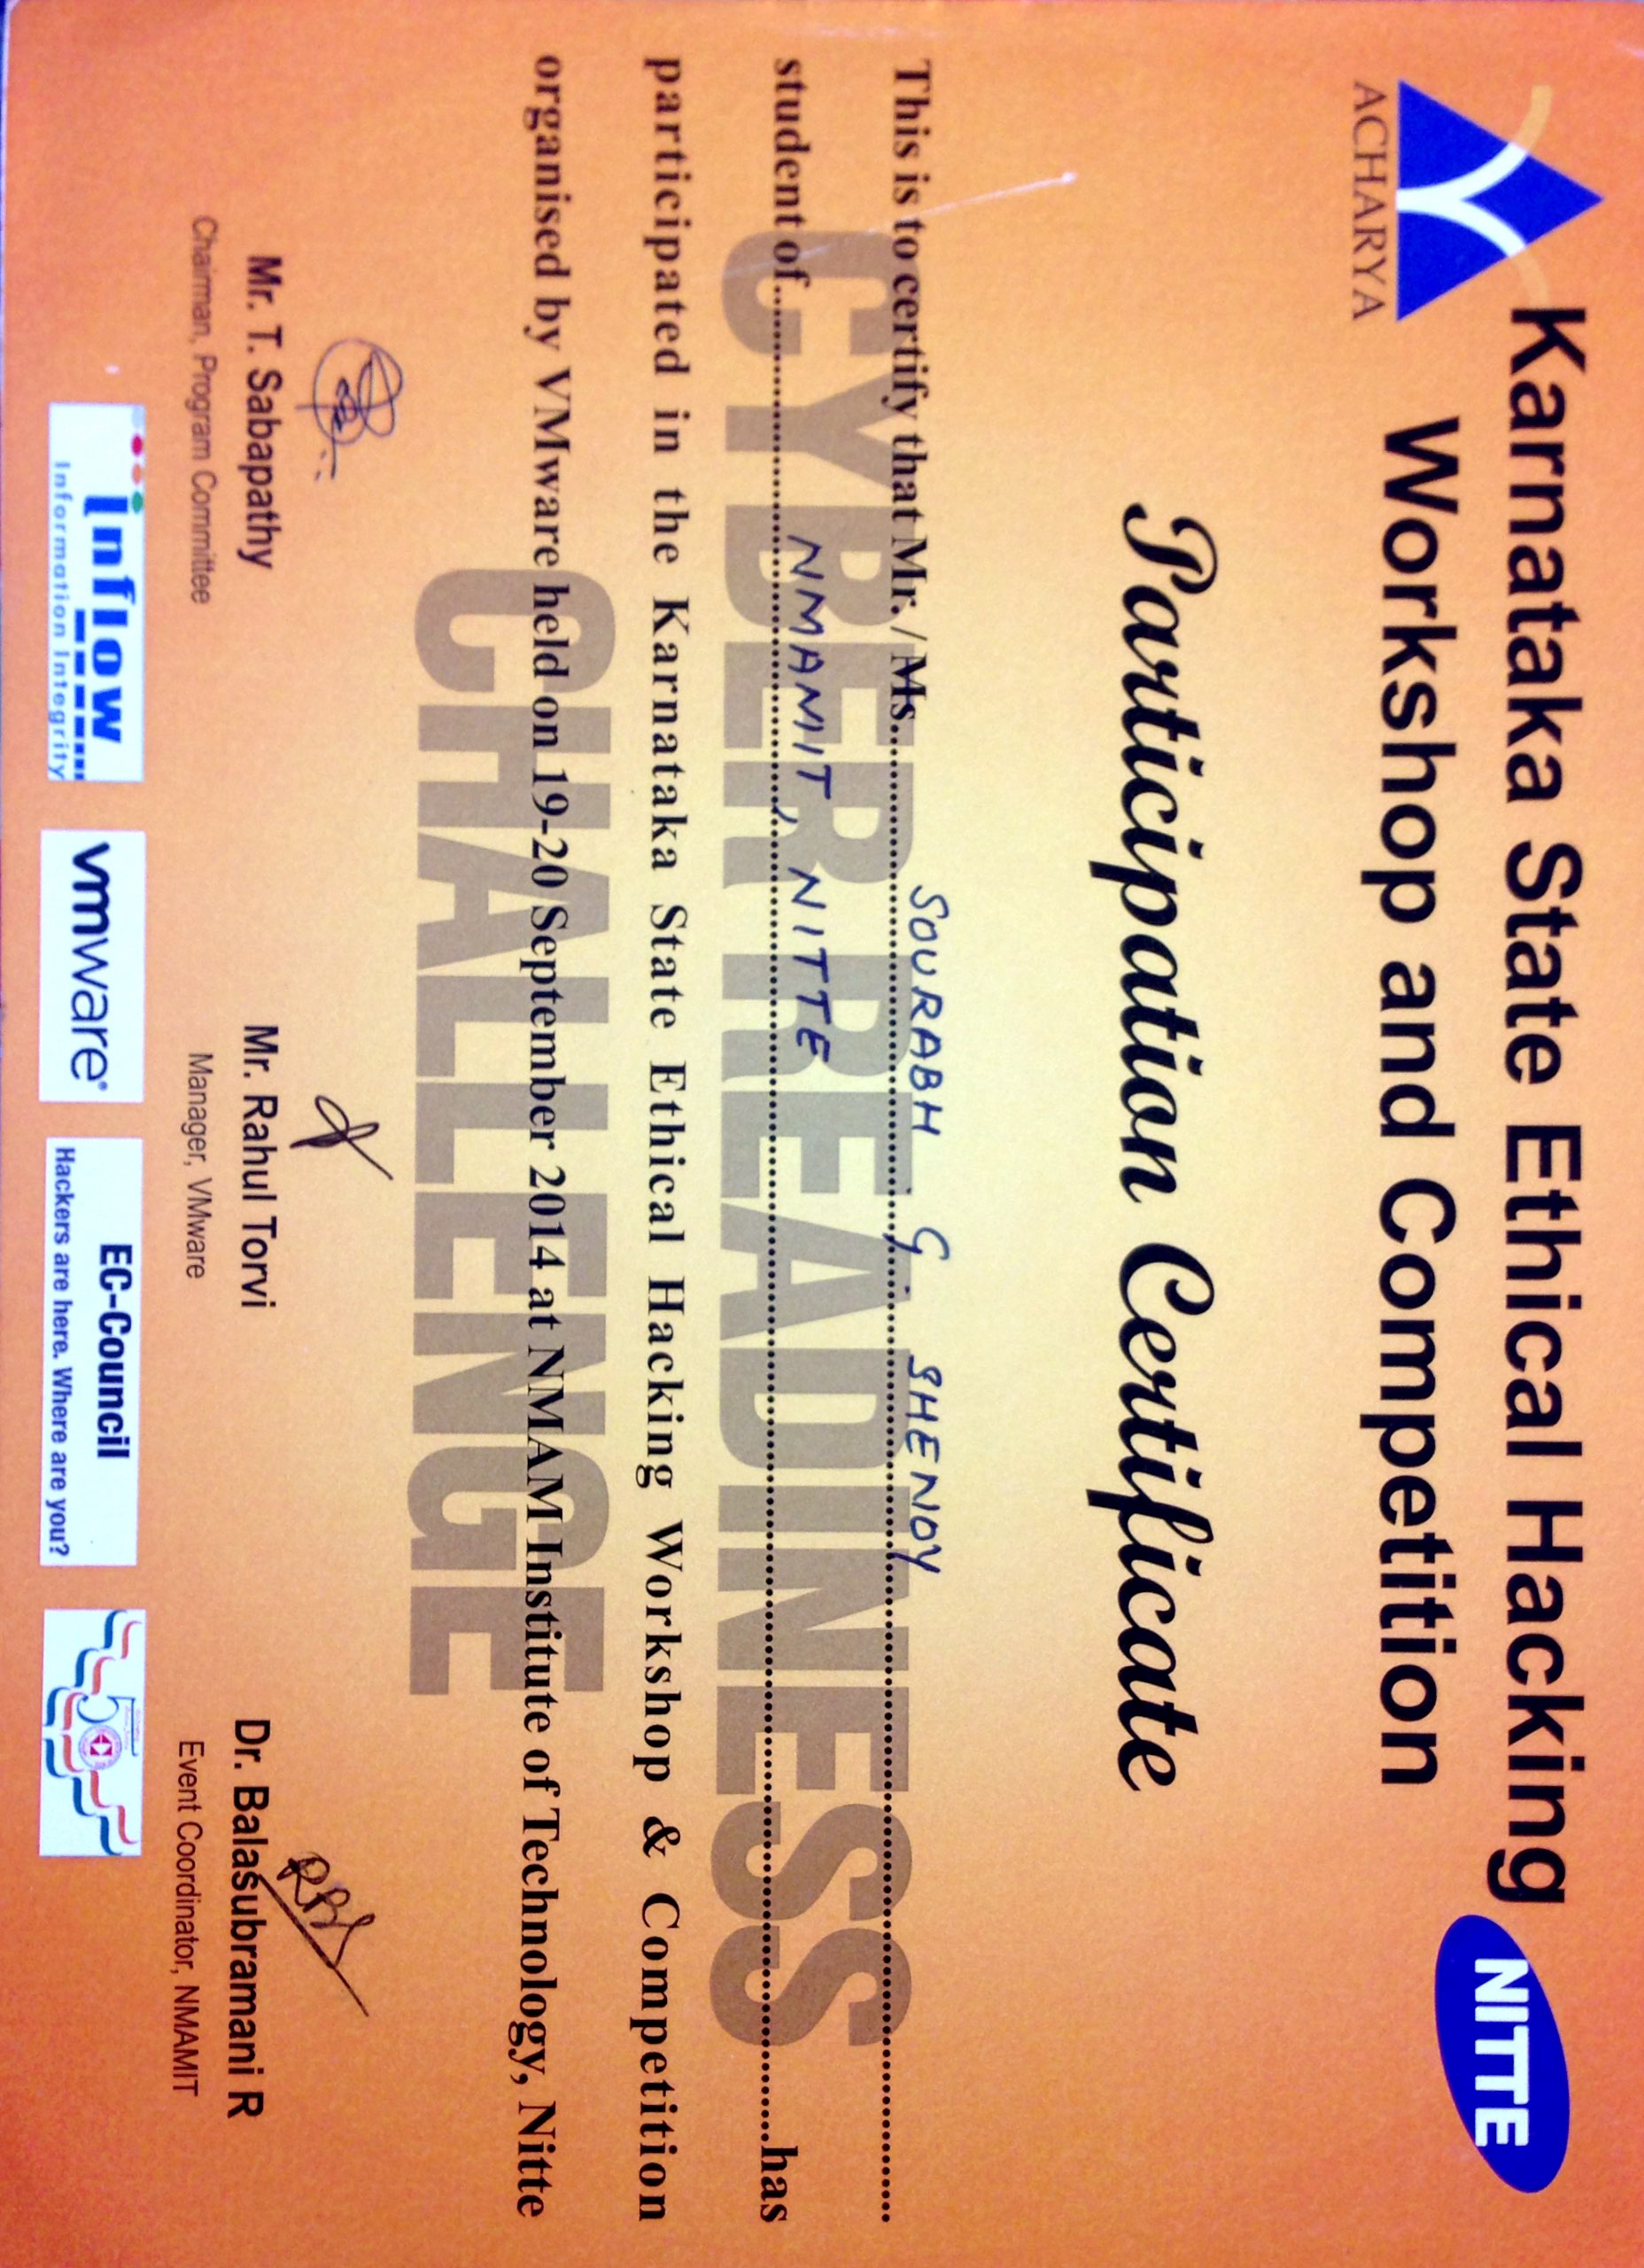 Karnataka State Ethical Hacking
Workshop and Competition
ACHARYA
NITTE
Participation Certificate
This is to certify that Mr. / Ms. SOURABH . G. SHENOY
student of NMAMIT, NITTE has
CYBER READINESS
participated in the Karnataka State Ethical Hacking Workshop & Competition
organised by VMware held on 19-20 September 2014 at NMAM Institute of Technology, Nitte
CHALLENGE
Mr. T. Sabapathy
Chairman, Program Committee
Mr. Rahul Torvi
Manager, VMware
RBS
Dr. Balasubramani R
Event Coordinator, NMAMIT
inflow
Information Integrity
vmware®
EC-Council
Hackers are here. Where are you?
50